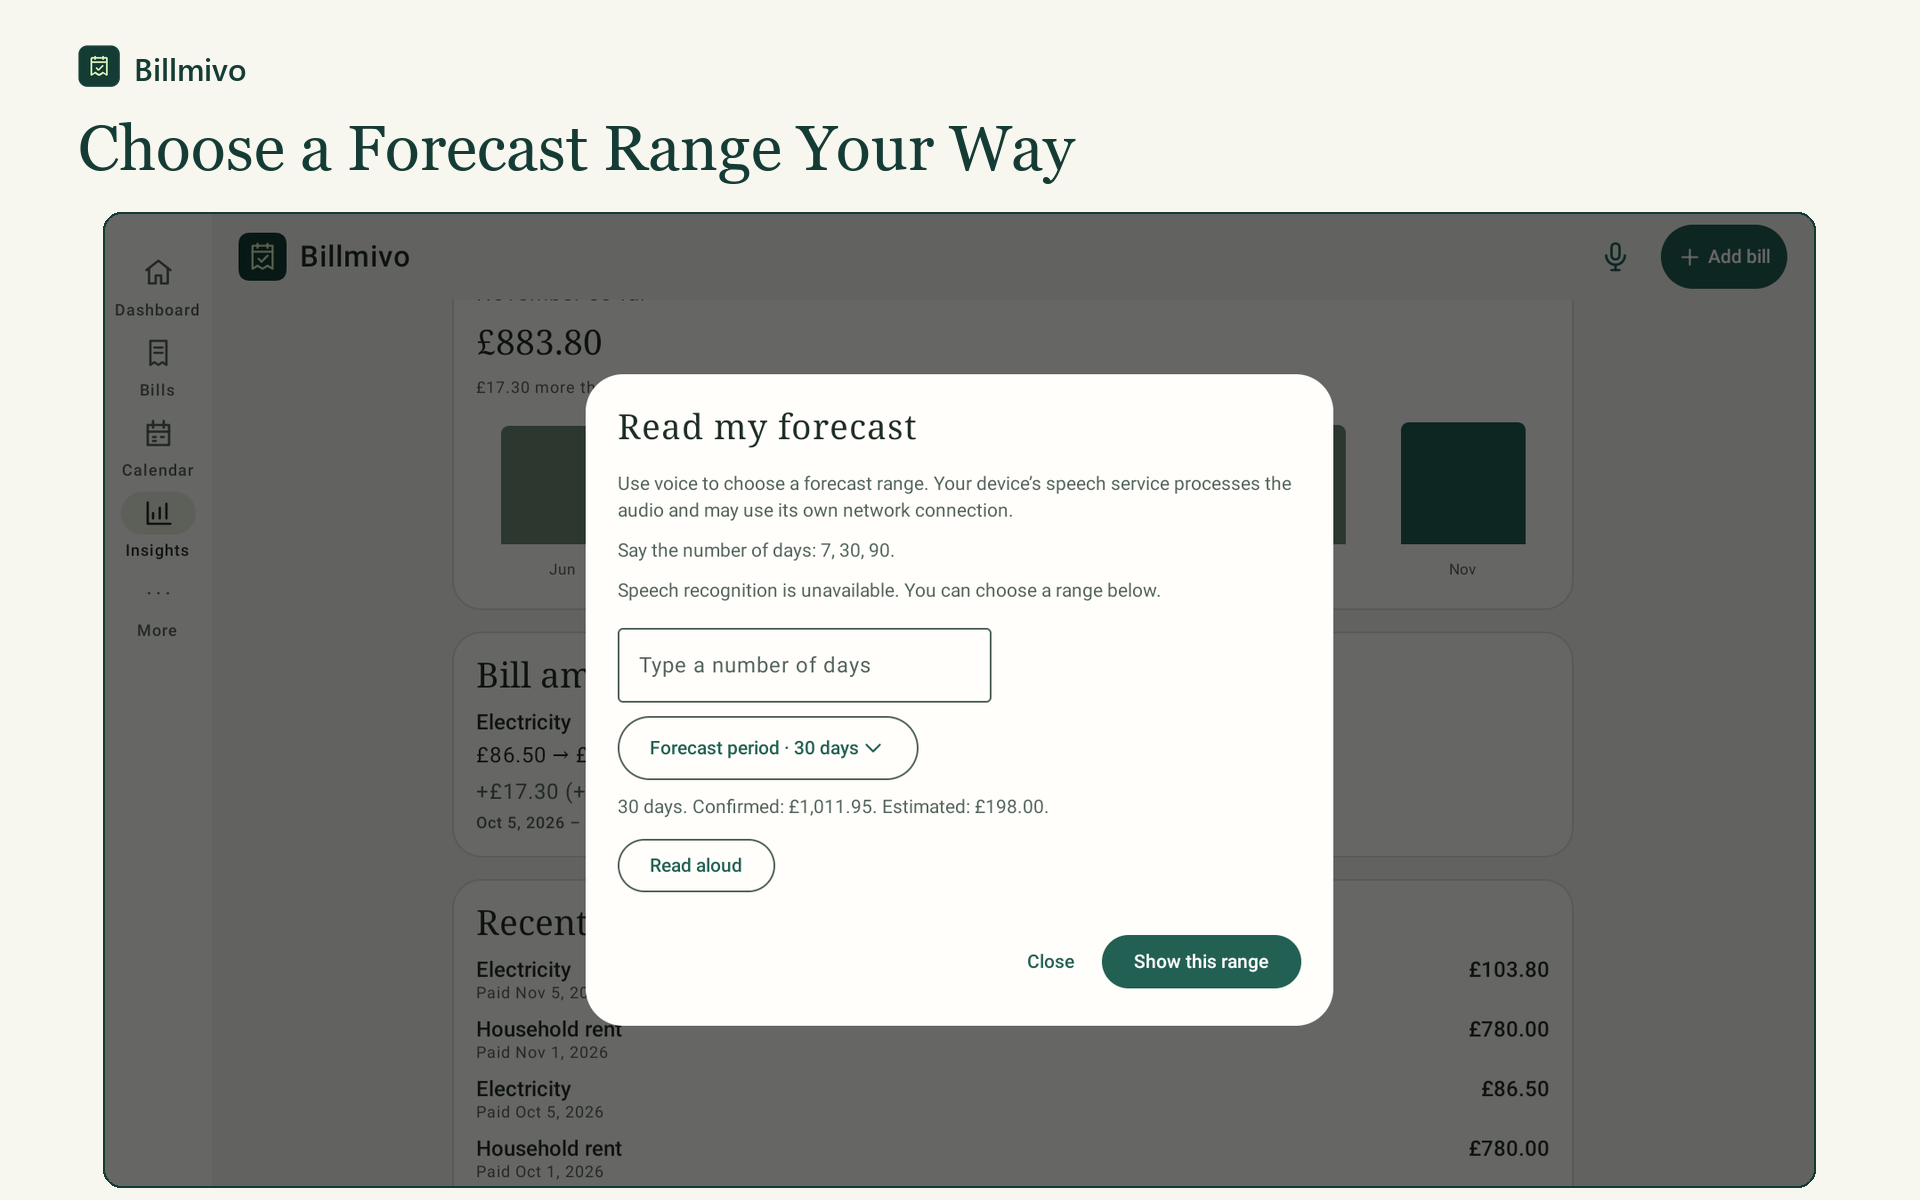 Billmivo
Choose a Forecast Range Your Way
Billmivo
Add bill
Dashboard
Bills
Calendar
Insights
More
£883.80
£17.30 more
Jun
Nov
Read my forecast
Use voice to choose a forecast range. Your device’s speech service processes the
audio and may use its own network connection.
Say the number of days: 7, 30, 90.
Speech recognition is unavailable. You can choose a range below.
Type a number of days
Forecast period · 30 days
30 days. Confirmed: £1,011.95. Estimated: £198.00.
Read aloud
Close
Show this range
Bill
Electricity
£86.50 →
+£17.30
Oct 5, 2026 –
Recent
Electricity
£103.80
Paid Nov 5,
Household rent
£780.00
Paid Nov 1, 2026
Electricity
£86.50
Paid Oct 5, 2026
Household rent
£780.00
Paid Oct 1, 2026